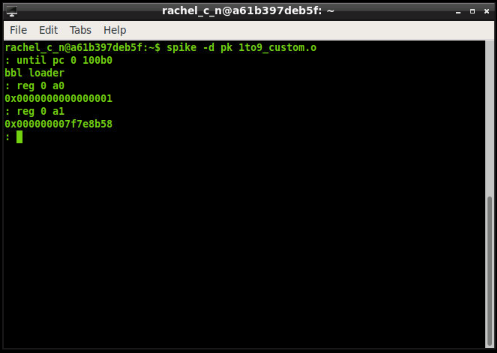 rachel_c_n@a61b397deb5f: ~
File Edit Tabs Help
rachel_c_n@a61b397deb5f:~$ spike -d pk 1to9_custom.o
: until pc 0 100b0
bbl loader
: reg 0 a0
0x0000000000000001
: reg 0 a1
0x000000007f7e8b58
: